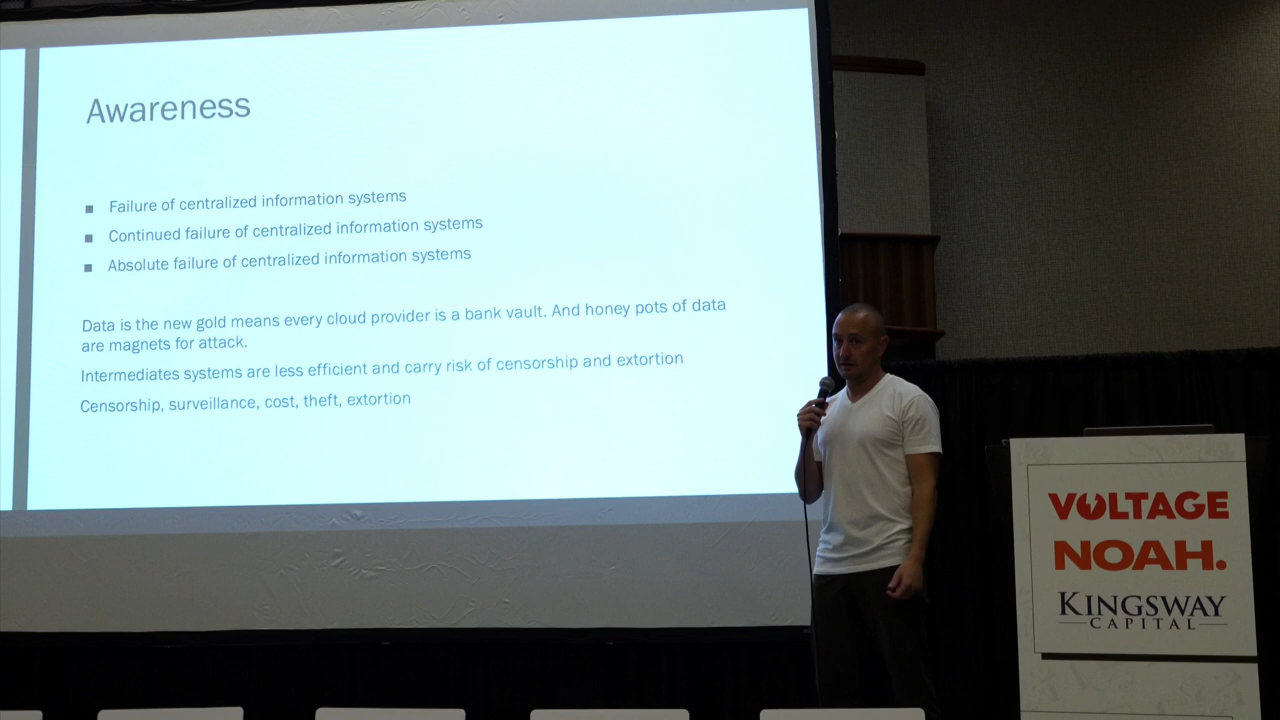 Awareness
Failure of centralized information systems
Continued failure of centralized information systems
Absolute failure of centralized information systems
Data is the new gold means every cloud provider is a bank vault. And honey pots of data
are magnets for attack.
Intermediates systems are less efficient and carry risk of censorship and extortion
Censorship, surveillance, cost, theft, extortion
VOLTAGE
NOAH.
KINGSWAY
CAPITAL